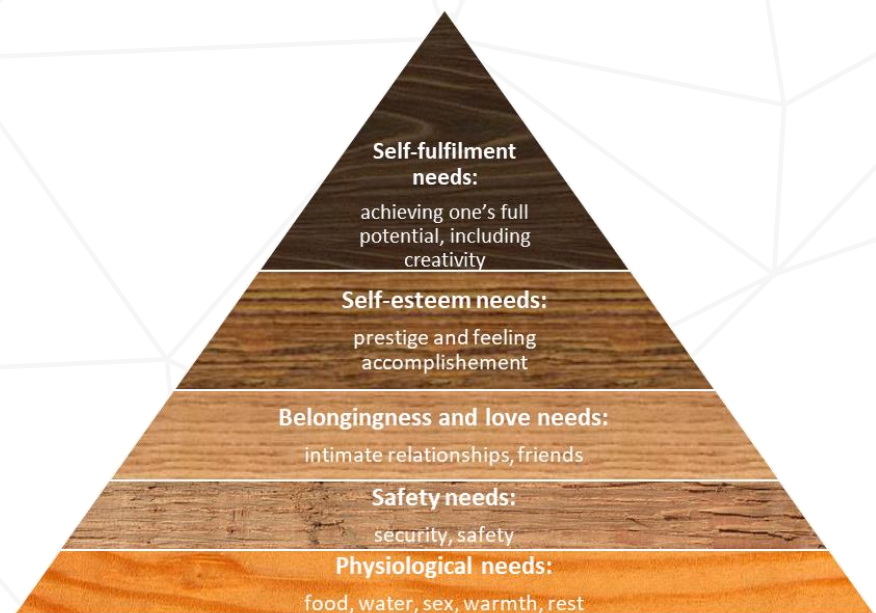 Self-fulfilment
needs:
achieving one’s full
potential, including
creativity
Self-esteem needs:
prestige and feeling
accomplishement
Belongingness and love needs:
intimate relationships, friends
Safety needs:
security, safety
Physiological needs:
food, water, sex, warmth, rest